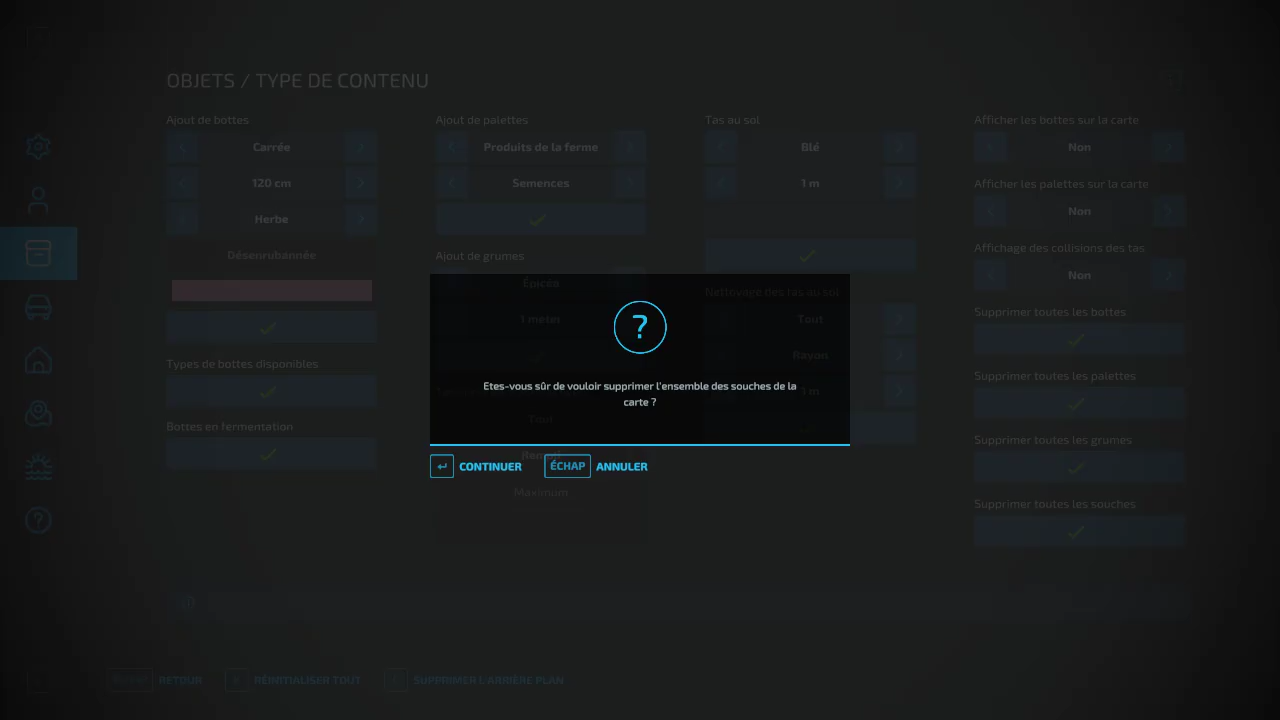 OBJETS / TYPE DE CONTENU
Ajout de bottes
Carrée
120 cm
Herbe
Désenrubannée
Types de bottes disponibles
Bottes en fermentation
Ajout de palettes
Produits de la ferme
Semences
Ajout de grumes
Épicéa
1 meter
Tout
Maximum
Tas au sol
Blé
1 m
Nettoyage des tas au sol
Tout
Rayon
1 m
Afficher les bottes sur la carte
Non
Afficher les palettes sur la carte
Non
Affichage des collisions des tas
Non
Supprimer toutes les bottes
Supprimer toutes les palettes
Supprimer toutes les grumes
Supprimer toutes les souches
?
Etes-vous sûr de vouloir supprimer l'ensemble des souches de la
carte ?
CONTINUER ÉCHAP ANNULER
RETOUR RÉINITIALISER TOUT SUPPRIMER L'ARRIÈRE PLAN